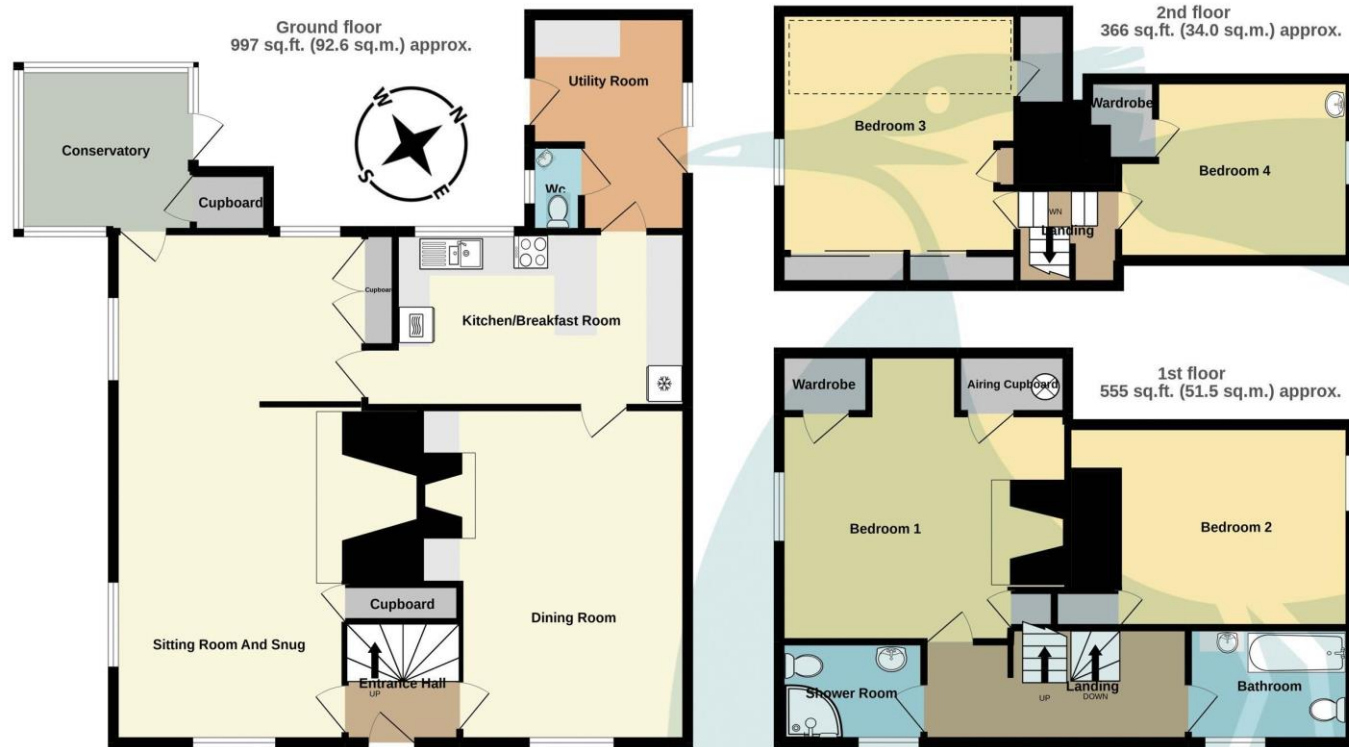 Ground floor
997 sq.ft. (92.6 sq.m.) approx.
W
N
S
E
Conservatory
Cupboard
Utility Room
Wc
Cupboar
Kitchen/Breakfast Room
Cupboard
Sitting Room And Snug
Dining Room
Entrance Hall
UP
2nd floor
366 sq.ft. (34.0 sq.m.) approx.
Bedroom 3
Wardrobe
Bedroom 4
WN
Landing
1st floor
555 sq.ft. (51.5 sq.m.) approx.
Wardrobe
Airing Cupboard
Bedroom 1
Bedroom 2
Shower Room
Landing
UP
DOWN
Bathroom